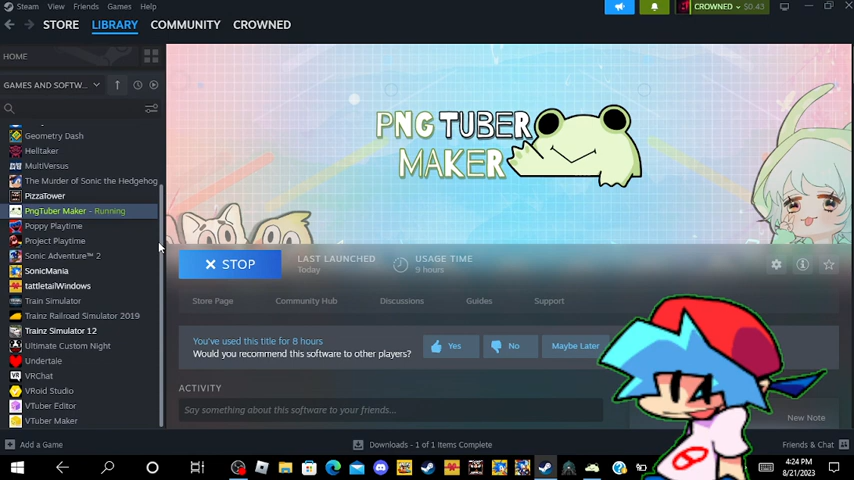 Steam View Friends Games Help
CROWNED $0.43
STORE LIBRARY COMMUNITY CROWNED
HOME
GAMES AND SOFTW...
Geometry Dash
Helltaker
MultiVersus
The Murder of Sonic the Hedgehog
PizzaTower
PngTuber Maker - Running
Poppy Playtime
Project Playtime
Sonic Adventure™ 2
SonicMania
tattletailWindows
Train Simulator
Trainz Railroad Simulator 2019
Trainz Simulator 12
Ultimate Custom Night
Undertale
VRChat
VRoid Studio
VTuber Editor
VTuber Maker
Add a Game
PNG TUBER
MAKER
STOP
LAST LAUNCHED
Today
USAGE TIME
9 hours
Store Page Community Hub Discussions Guides Support
You've used this title for 8 hours
Would you recommend this software to other players?
Yes No Maybe Later
ACTIVITY
Say something about this software to your friends...
New Note
Downloads - 1 of 1 Items Complete
Friends & Chat
4:24 PM
8/21/2023